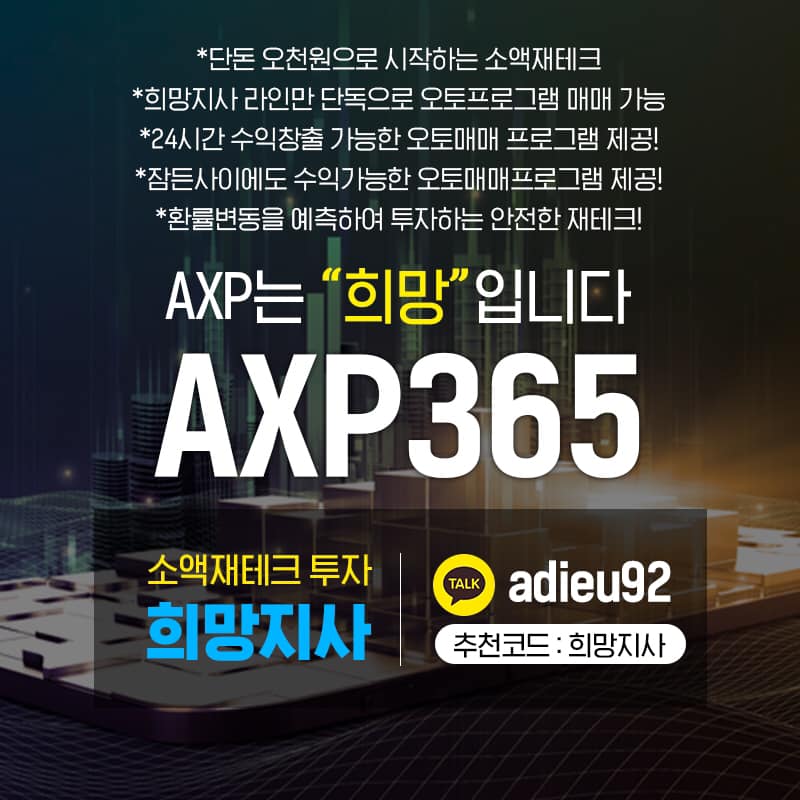 *단돈 오천원으로 시작하는 소액재테크
*희망지사 라인만 단독으로 오토프로그램 매매 가능
*24시간 수익창출 가능한 오토매매 프로그램 제공!
*잠든사이에도 수익가능한 오토매매프로그램 제공!
*환률변동을 예측하여 투자하는 안전한 재테크!
AXP는 “희망”입니다
AXP365
소액재테크 투자
희망지사
TALK adieu92
추천코드 : 희망지사